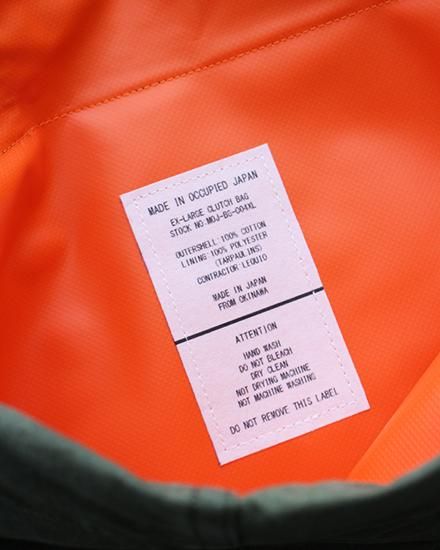 MADE IN OCCUPIED JAPAN
EX-LARGE CLUTCH BAG
STOCK NO.MOJ-BG-004XL
OUTERSHELL:100% COTTON
LINING:100% POLYESTER
(TARPAULINS)
CONTRACTOR:LEQUIO
MADE IN JAPAN
FROM OKINAWA
ATTENTION
HAND WASH
DO NOT BLEACH
DRY CLEAN
NOT DRYING MACHINE
NOT MACHINE WASHING
DO NOT REMOVE THIS LABEL